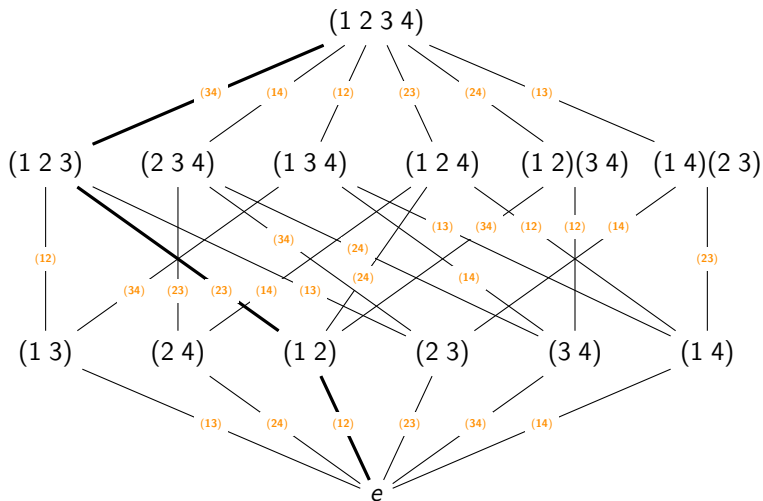 (1 2 3 4)
(34) (14) (12) (23) (24) (13)
(1 2 3) (2 3 4) (1 3 4) (1 2 4) (1 2)(3 4) (1 4)(2 3)
(13) (34) (12) (12) (14)
(34)
(24)
(12) (23)
(24) (14)
(34) (23) (23) (14) (13)
(1 3) (2 4) (1 2) (2 3) (3 4) (1 4)
(13) (24) (12) (23) (34) (14)
e